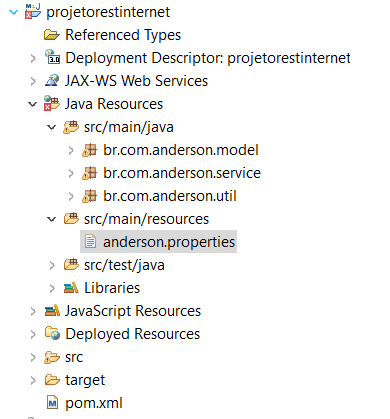 projetorestinternet
Referenced Types
Deployment Descriptor: projetorestinternet
JAX-WS Web Services
Java Resources
src/main/java
br.com.anderson.model
br.com.anderson.service
br.com.anderson.util
src/main/resources
anderson.properties
src/test/java
Libraries
JavaScript Resources
Deployed Resources
src
target
pom.xml